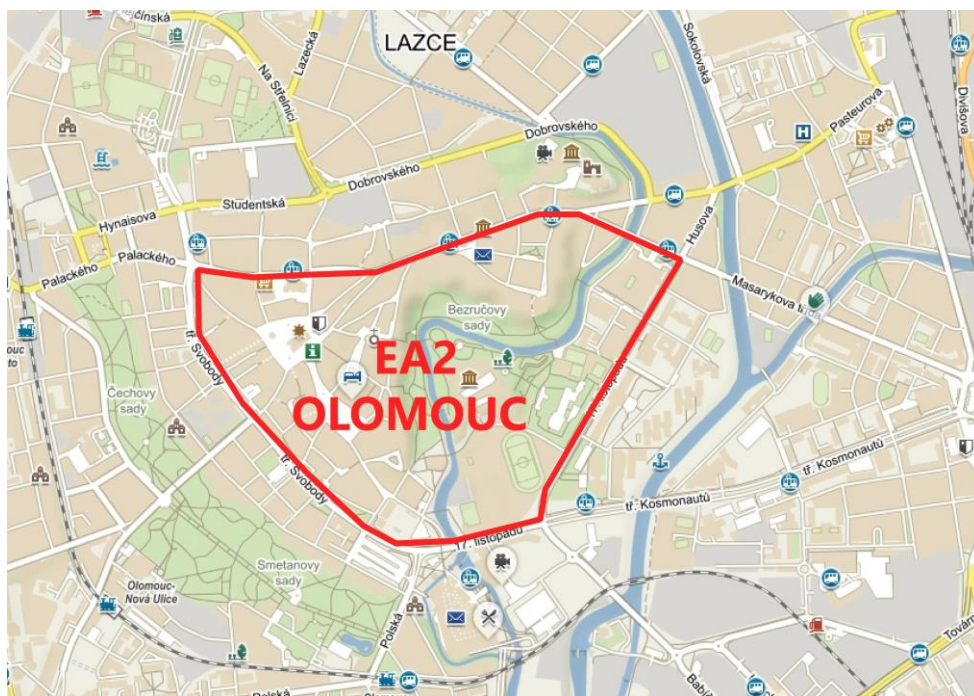 LAZCE
Lazecká
Na Střelnici
Sokolovská
Divišova
Pasteurova
Dobrovského
Dobrovského
Studentská
Hynaisova
Palackého
Palackého
Husova
Masarykova
Bezručovy
sady
EA2
OLOMOUC
tř. Svobody
Čechovy
sady
tř. Svobody
tř. Kosmonautů
tř. Kosmonautů
17. listopadu
Smetanovy
sady
Olomouc-
Nová Ulice
Polská
Polská